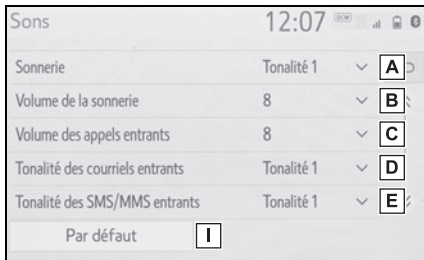 Sons 12:07 DCM
Sonnerie Tonalité 1 A
Volume de la sonnerie 8 B
Volume des appels entrants 8 C
Tonalité des courriels entrants Tonalité 1 D
Tonalité des SMS/MMS entrants Tonalité 1 E
Par défaut I